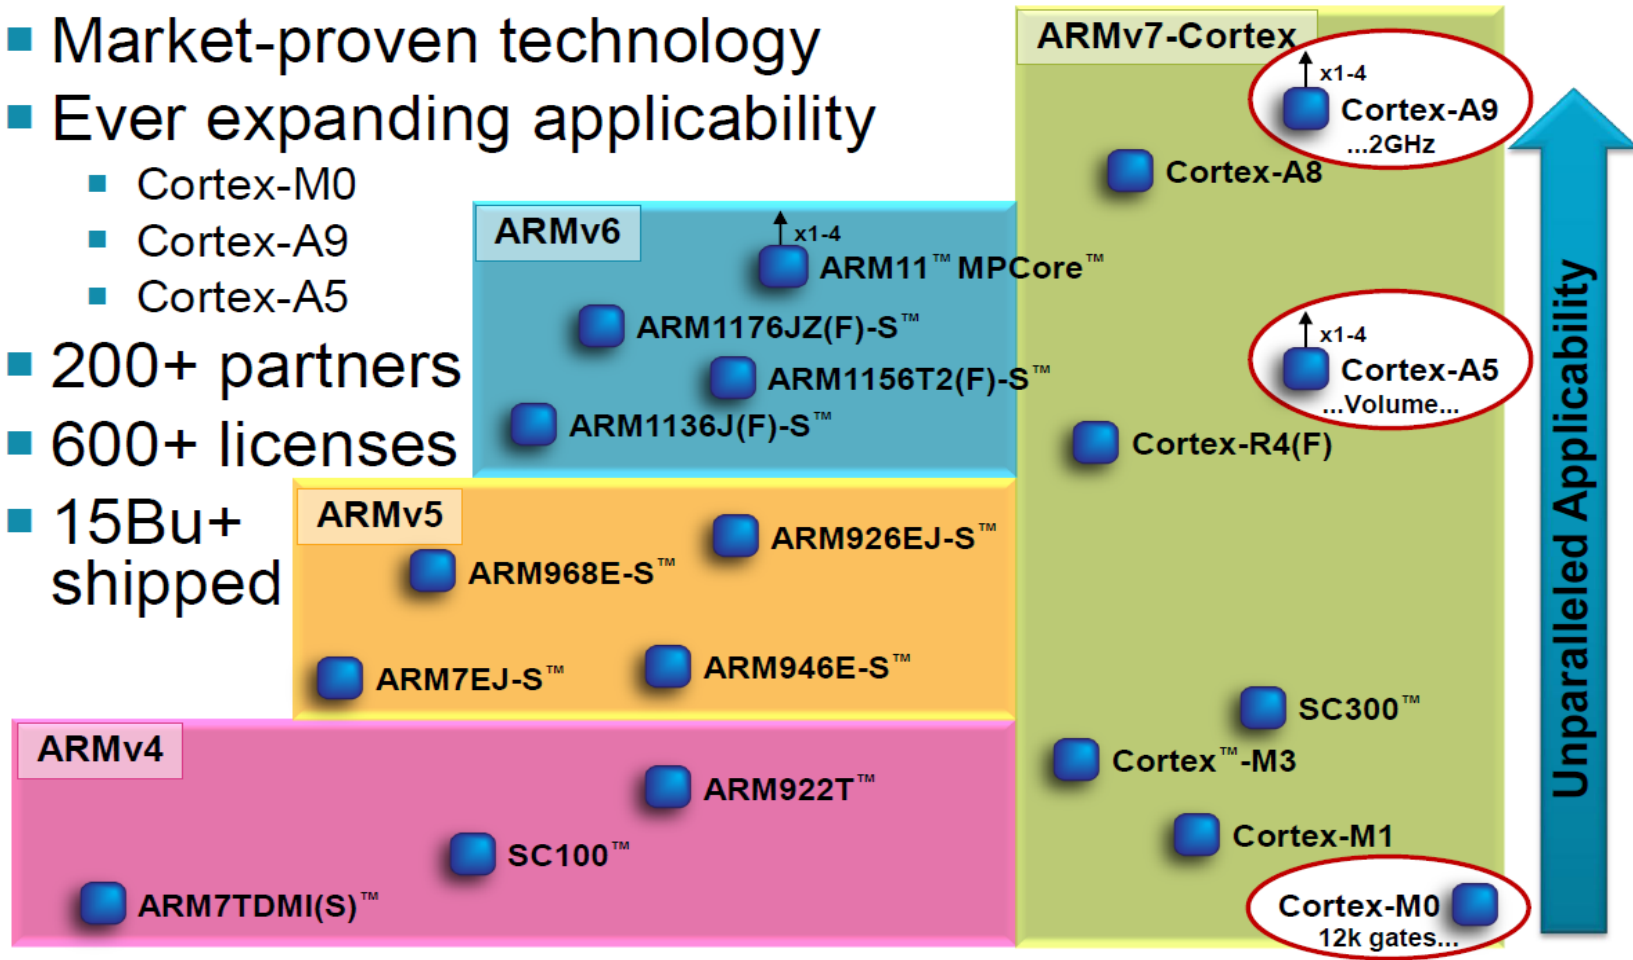 Market-proven technology
Ever expanding applicability
Cortex-M0
Cortex-A9
Cortex-A5
200+ partners
600+ licenses
15Bu+
shipped
ARMv7-Cortex
x1-4
Cortex-A9
...2GHz
Cortex-A8
x1-4
Cortex-A5
...Volume...
Cortex-R4(F)
SC300™
Cortex™-M3
Cortex-M1
Cortex-M0
12k gates...
ARMv6
x1-4
ARM11™ MPCore™
ARM1176JZ(F)-S™
ARM1156T2(F)-S™
ARM1136J(F)-S™
ARMv5
ARM926EJ-S™
ARM968E-S™
ARM946E-S™
ARM7EJ-S™
ARMv4
ARM922T™
SC100™
ARM7TDMI(S)™
Unparalleled Applicability